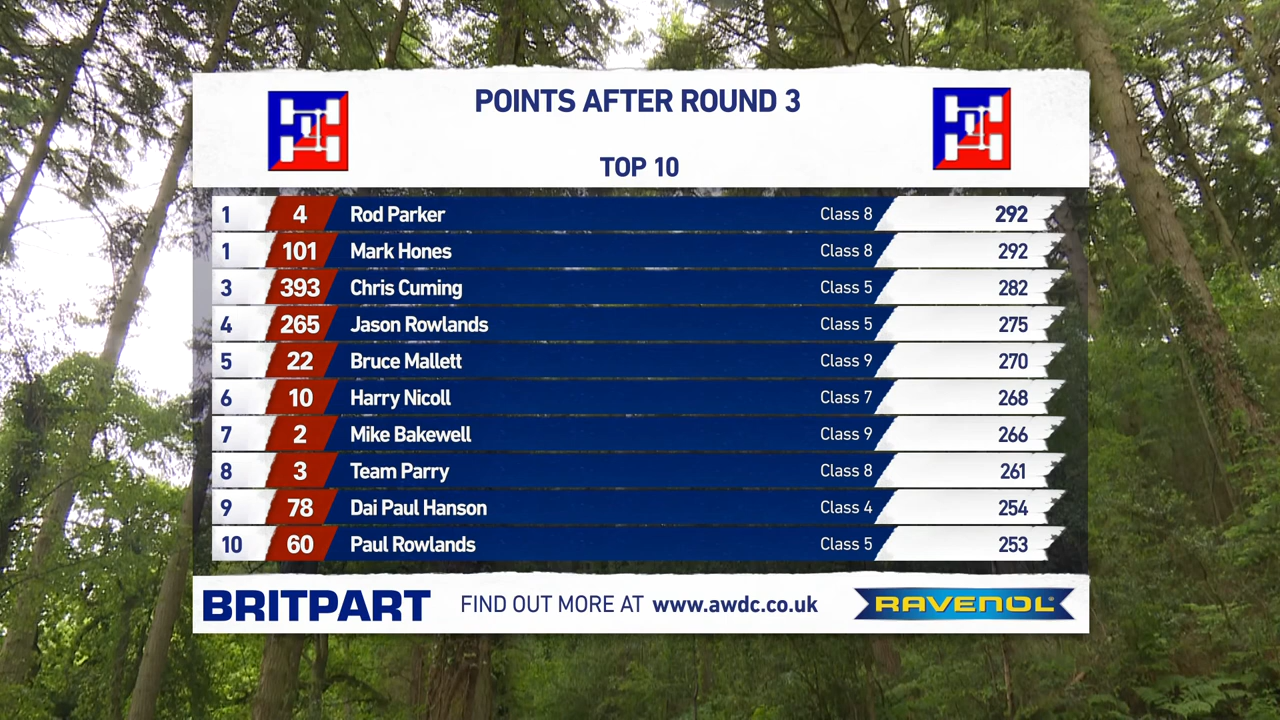 POINTS AFTER ROUND 3
TOP 10
1 4 Rod Parker Class 8 292
1 101 Mark Hones Class 8 292
3 393 Chris Cuming Class 5 282
4 265 Jason Rowlands Class 5 275
5 22 Bruce Mallett Class 9 270
6 10 Harry Nicoll Class 7 268
7 2 Mike Bakewell Class 9 266
8 3 Team Parry Class 8 261
9 78 Dai Paul Hanson Class 4 254
10 60 Paul Rowlands Class 5 253
BRITPART FIND OUT MORE AT www.awdc.co.uk RAVENOL®